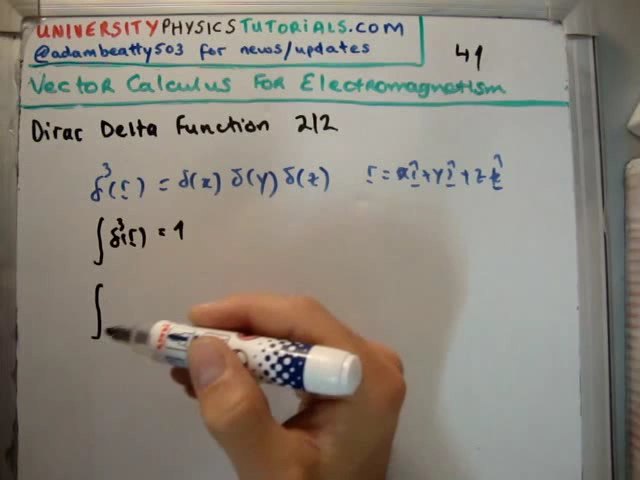 UNIVERSITYPHYSICSTUTORIALS.COM
@adambeatty503 for news/updates
41
Vector Calculus For Electromagnetism
Dirac Delta Function 2/2
δ³(r) = δ(x) δ(y) δ(z) r = xî + yĵ + zk̂
∫ δ³(r) = 1
∫